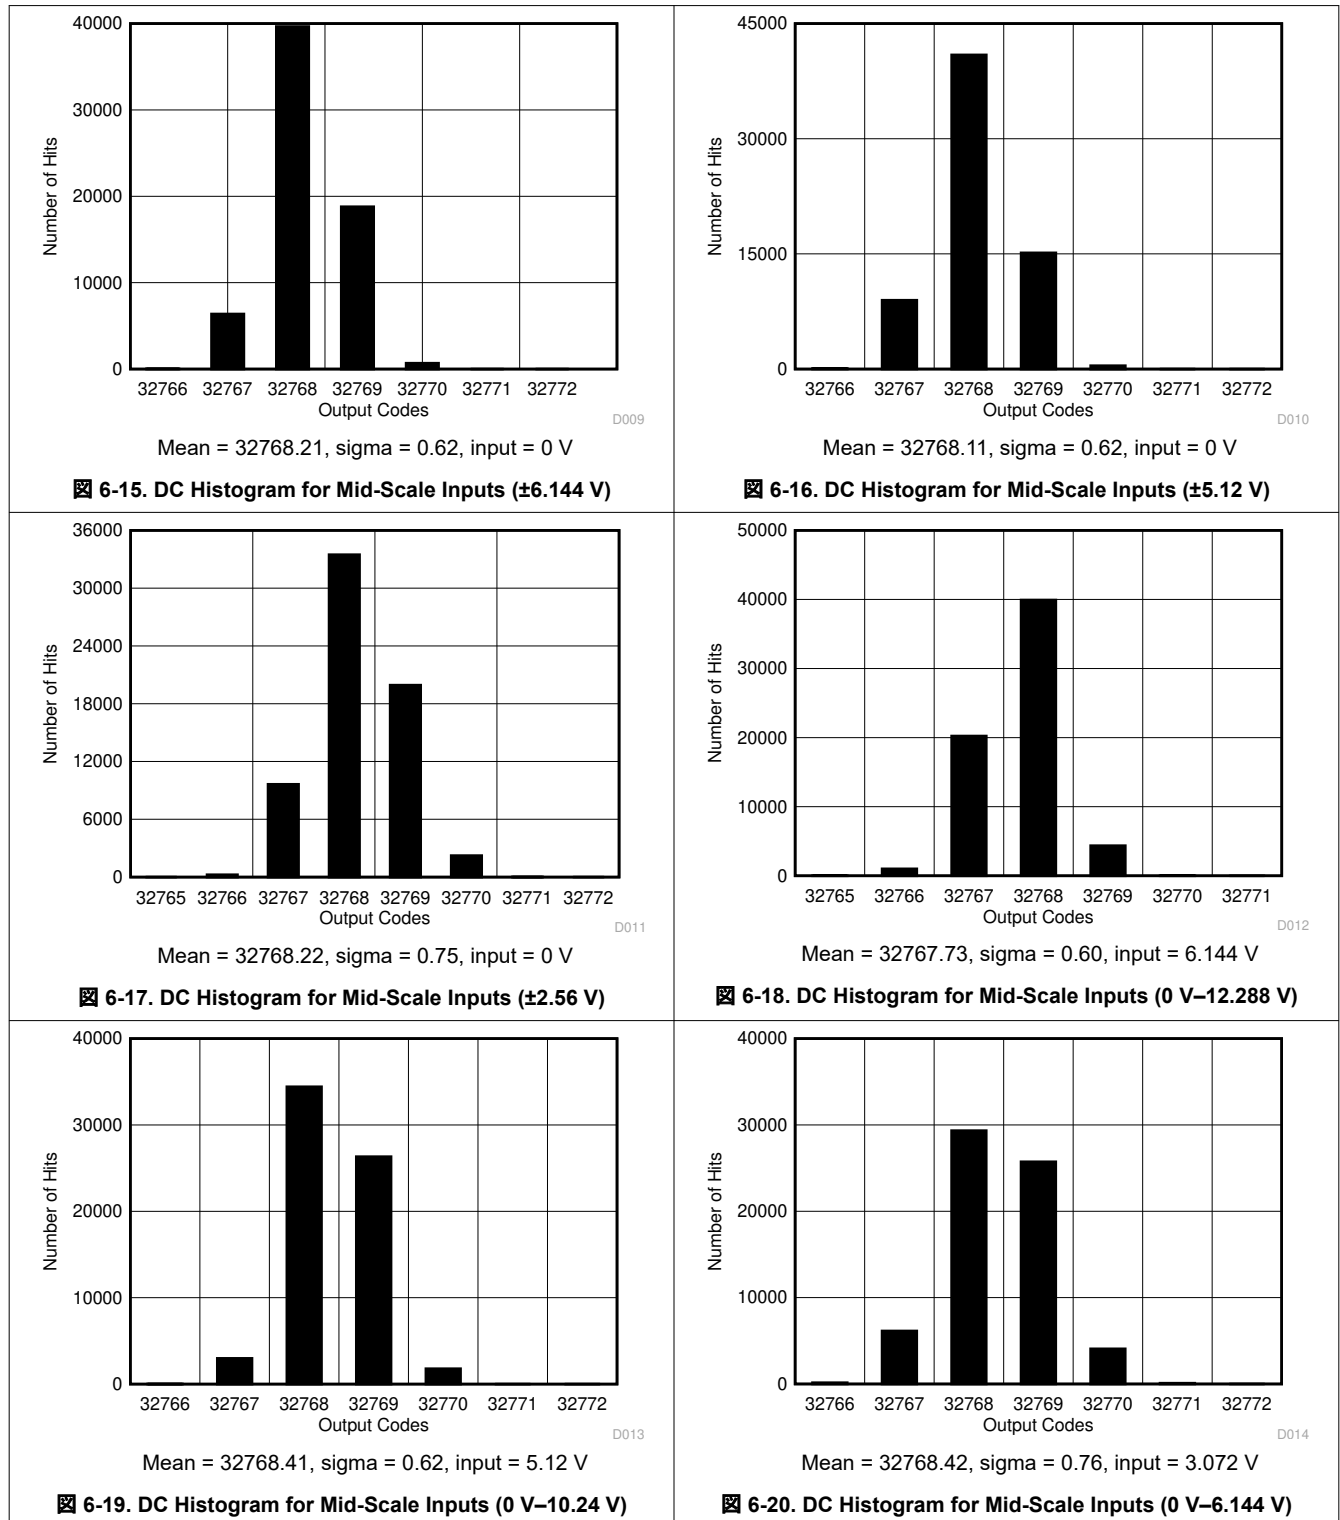 40000
30000
20000
10000
0
Number of Hits
32766 32767 32768 32769 32770 32771 32772
Output Codes
D009
Mean = 32768.21, sigma = 0.62, input = 0 V
図 6-15. DC Histogram for Mid-Scale Inputs (±6.144 V)
45000
30000
15000
0
Number of Hits
32766 32767 32768 32769 32770 32771 32772
Output Codes
D010
Mean = 32768.11, sigma = 0.62, input = 0 V
図 6-16. DC Histogram for Mid-Scale Inputs (±5.12 V)
36000
30000
24000
18000
12000
6000
0
Number of Hits
32765 32766 32767 32768 32769 32770 32771 32772
Output Codes
D011
Mean = 32768.22, sigma = 0.75, input = 0 V
図 6-17. DC Histogram for Mid-Scale Inputs (±2.56 V)
50000
40000
30000
20000
10000
0
Number of Hits
32765 32766 32767 32768 32769 32770 32771
Output Codes
D012
Mean = 32767.73, sigma = 0.60, input = 6.144 V
図 6-18. DC Histogram for Mid-Scale Inputs (0 V–12.288 V)
40000
30000
20000
10000
0
Number of Hits
32766 32767 32768 32769 32770 32771 32772
Output Codes
D013
Mean = 32768.41, sigma = 0.62, input = 5.12 V
図 6-19. DC Histogram for Mid-Scale Inputs (0 V–10.24 V)
40000
30000
20000
10000
0
Number of Hits
32766 32767 32768 32769 32770 32771 32772
Output Codes
D014
Mean = 32768.42, sigma = 0.76, input = 3.072 V
図 6-20. DC Histogram for Mid-Scale Inputs (0 V–6.144 V)